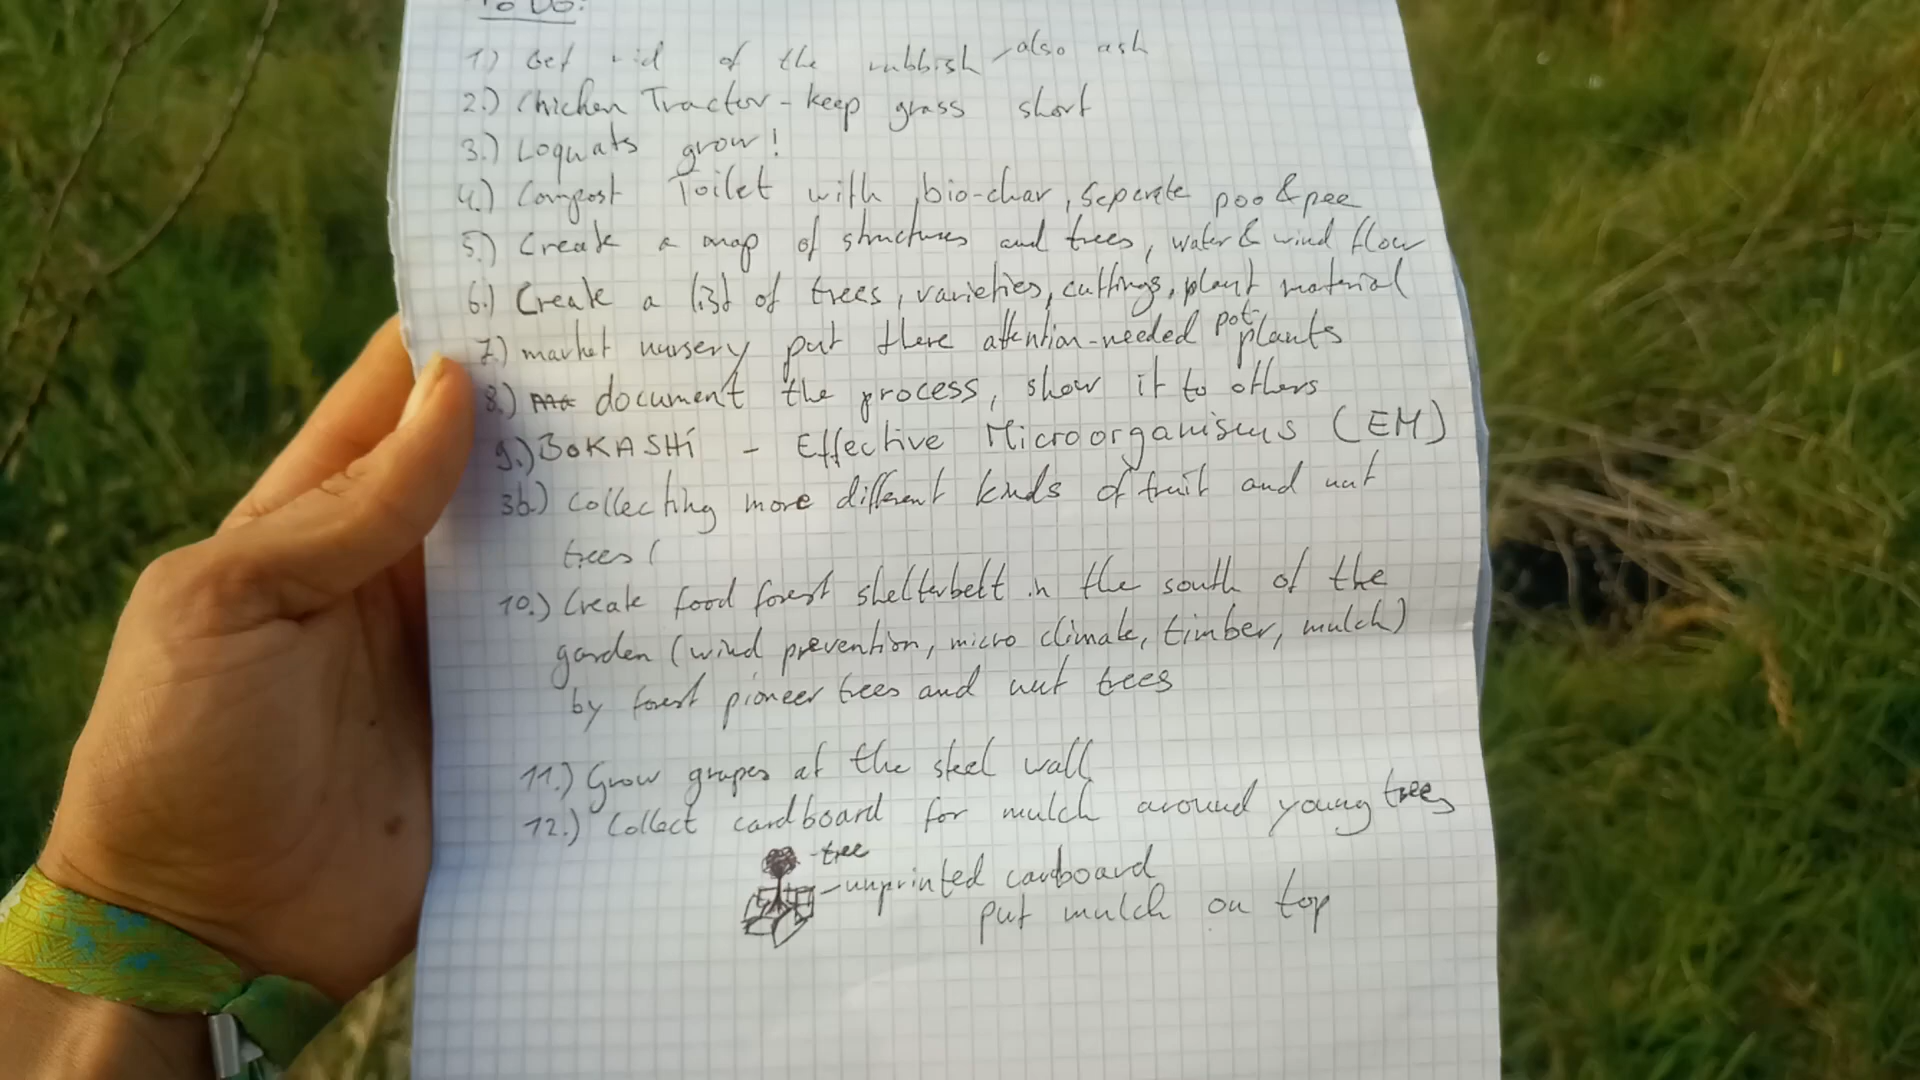 To Do:
1) Get rid of the rubbish - also ash
2.) Chicken Tractor - keep grass short
3.) Loquats grow!
4.) Compost Toilet with bio-char, seperate poo & pee
5.) Create a map of structures and trees, water & wind flow
6.) Create a list of trees, varieties, cuttings, plant material
7.) market nursery put there attention-needed pot-plants
8.) document the process, show it to others
9.) BOKASHi - Effective Microorganisms (EM)
3b.) Collecting more different kinds of fruit and nut
trees!
10.) Create food forest shelterbelt in the south of the
garden (wind prevention, micro climate, timber, mulch)
by forest pioneer trees and nut trees
11.) Grow grapes at the steel wall
12.) Collect cardboard for mulch around young trees
- tree
- unprinted cardboard
put mulch on top